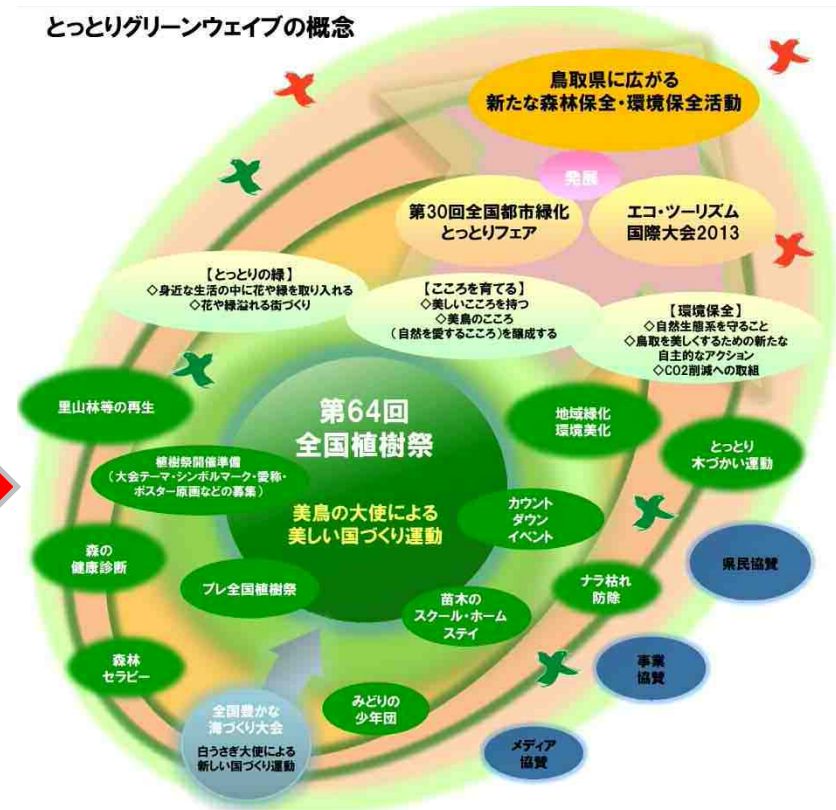 とっとりグリーンウェイブの概念
鳥取県に広がる
新たな森林保全・環境保全活動
発展
第30回全国都市緑化
とっとりフェア
エコ・ツーリズム
国際大会2013
【とっとりの緑】
◇身近な生活の中に花や緑を取り入れる
◇花や緑溢れる街づくり
【こころを育てる】
◇美しいこころを持つ
◇美鳥のこころ
（自然を愛するこころ）を醸成する
【環境保全】
◇自然生態系を守ること
◇鳥取を美しくするための新たな
自主的なアクション
◇CO2削減への取組
里山林等の再生
第64回
全国植樹祭
地域緑化
環境美化
とっとり
木づかい運動
植樹祭開催準備
（大会テーマ・シンボルマーク・愛称・
ポスター原画などの募集）
美鳥の大使による
美しい国づくり運動
カウント
ダウン
イベント
森の
健康診断
プレ全国植樹祭
苗木の
スクール・ホーム
ステイ
ナラ枯れ
防除
県民協賛
森林
セラピー
事業
協賛
全国豊かな
海づくり大会
白うさぎ大使による
新しい国づくり運動
みどりの
少年団
メディア
協賛